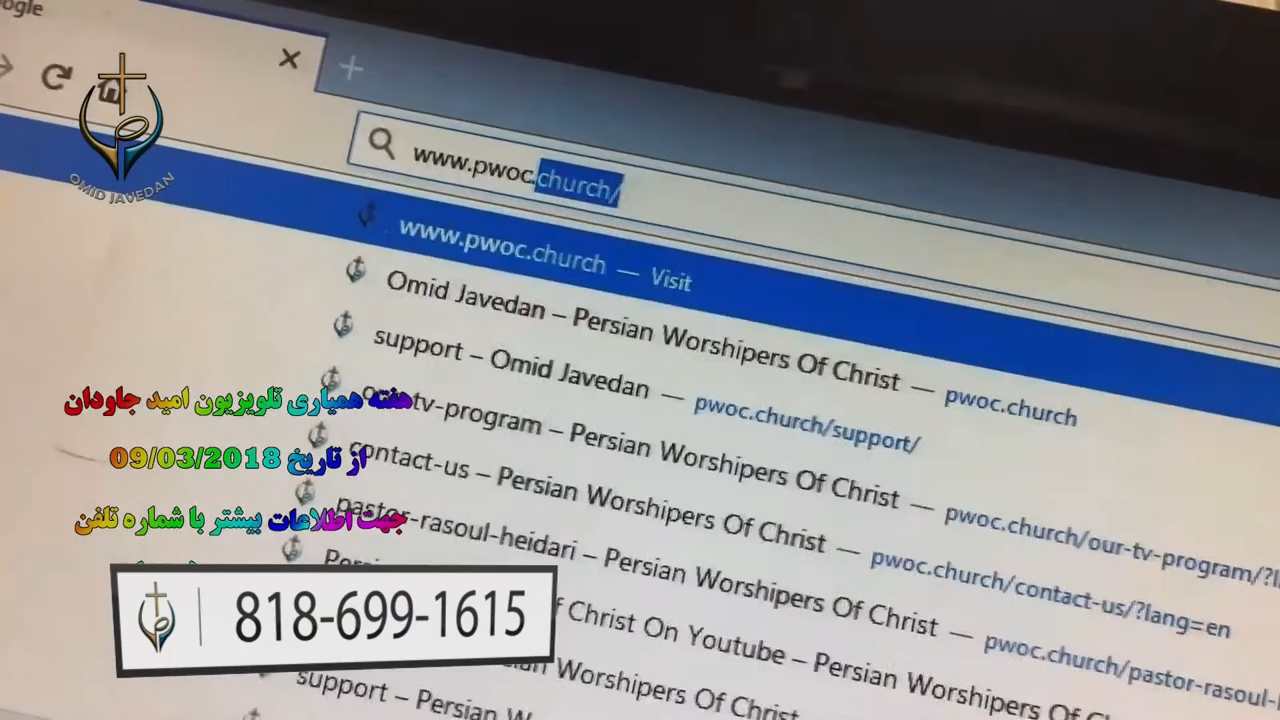 ogle
www.pwoc.church/
OMID JAVEDAN
www.pwoc.church — Visit
Omid Javedan – Persian Worshipers Of Christ — pwoc.church
support – Omid Javedan — pwoc.church/support/
tv-program – Persian Worshipers Of Christ — pwoc.church/our-tv-program/?l
هفته همیاری تلویزیون امید جاودان
contact-us – Persian Worshipers Of Christ — pwoc.church/contact-us/?lang=en
از تاریخ 09/03/2018
pastor-rasoul-heidari – Persian Worshipers Of Christ — pwoc.church/pastor-rasoul-
جهت اطلاعات بیشتر با شماره تلفن
f Christ On Youtube – Persian Worshipers Of Ch
818-699-1615
Worshipers Of Christ
support – Persian W